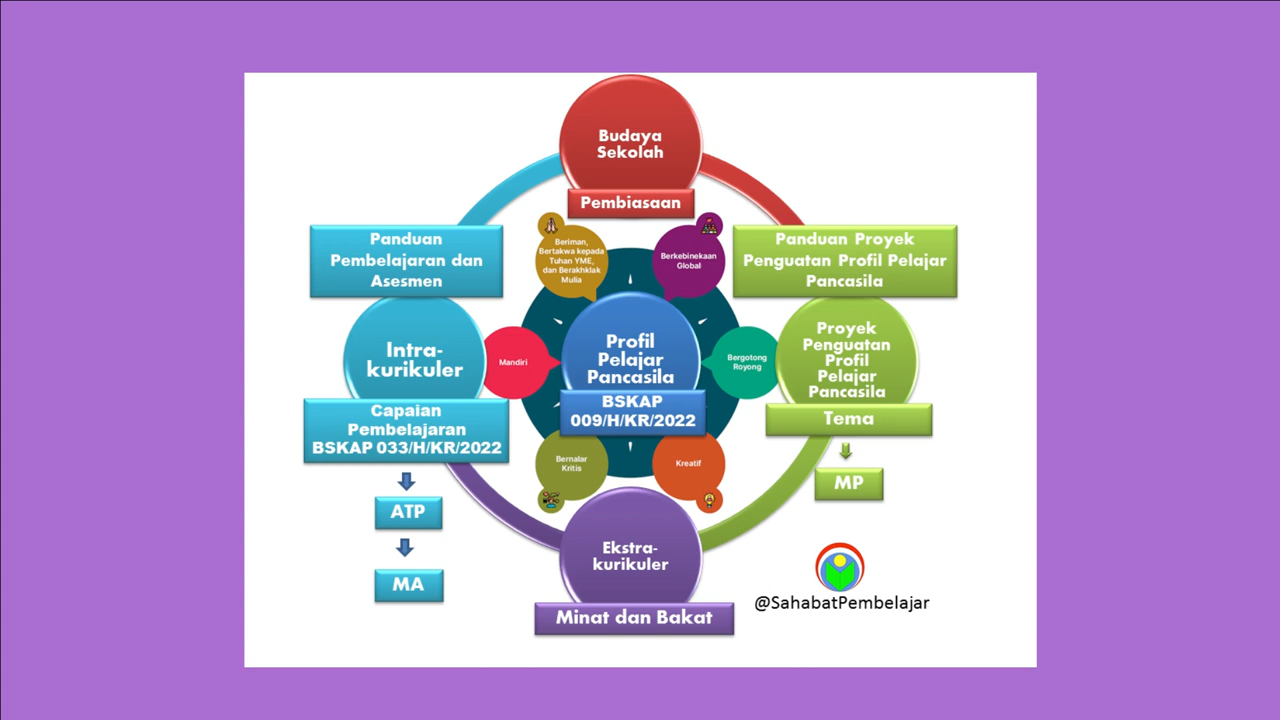 Budaya
Sekolah
Pembiasaan
Panduan
Pembelajaran dan
Asesmen
Beriman,
Bertakwa kepada
Tuhan YME,
dan Berakhklak
Mulia
Berkebinekaan
Global
Panduan Proyek
Penguatan Profil Pelajar
Pancasila
Intra-
kurikuler
Mandiri
Profil
Pelajar
Pancasila
BSKAP
009/H/KR/2022
Bergotong
Royong
Proyek
Penguatan
Profil
Pelajar
Pancasila
Tema
Capaian
Pembelajaran
BSKAP 033/H/KR/2022
Bernalar
Kritis
Kreatif
MP
ATP
MA
Ekstra-
kurikuler
Minat dan Bakat
@SahabatPembelajar